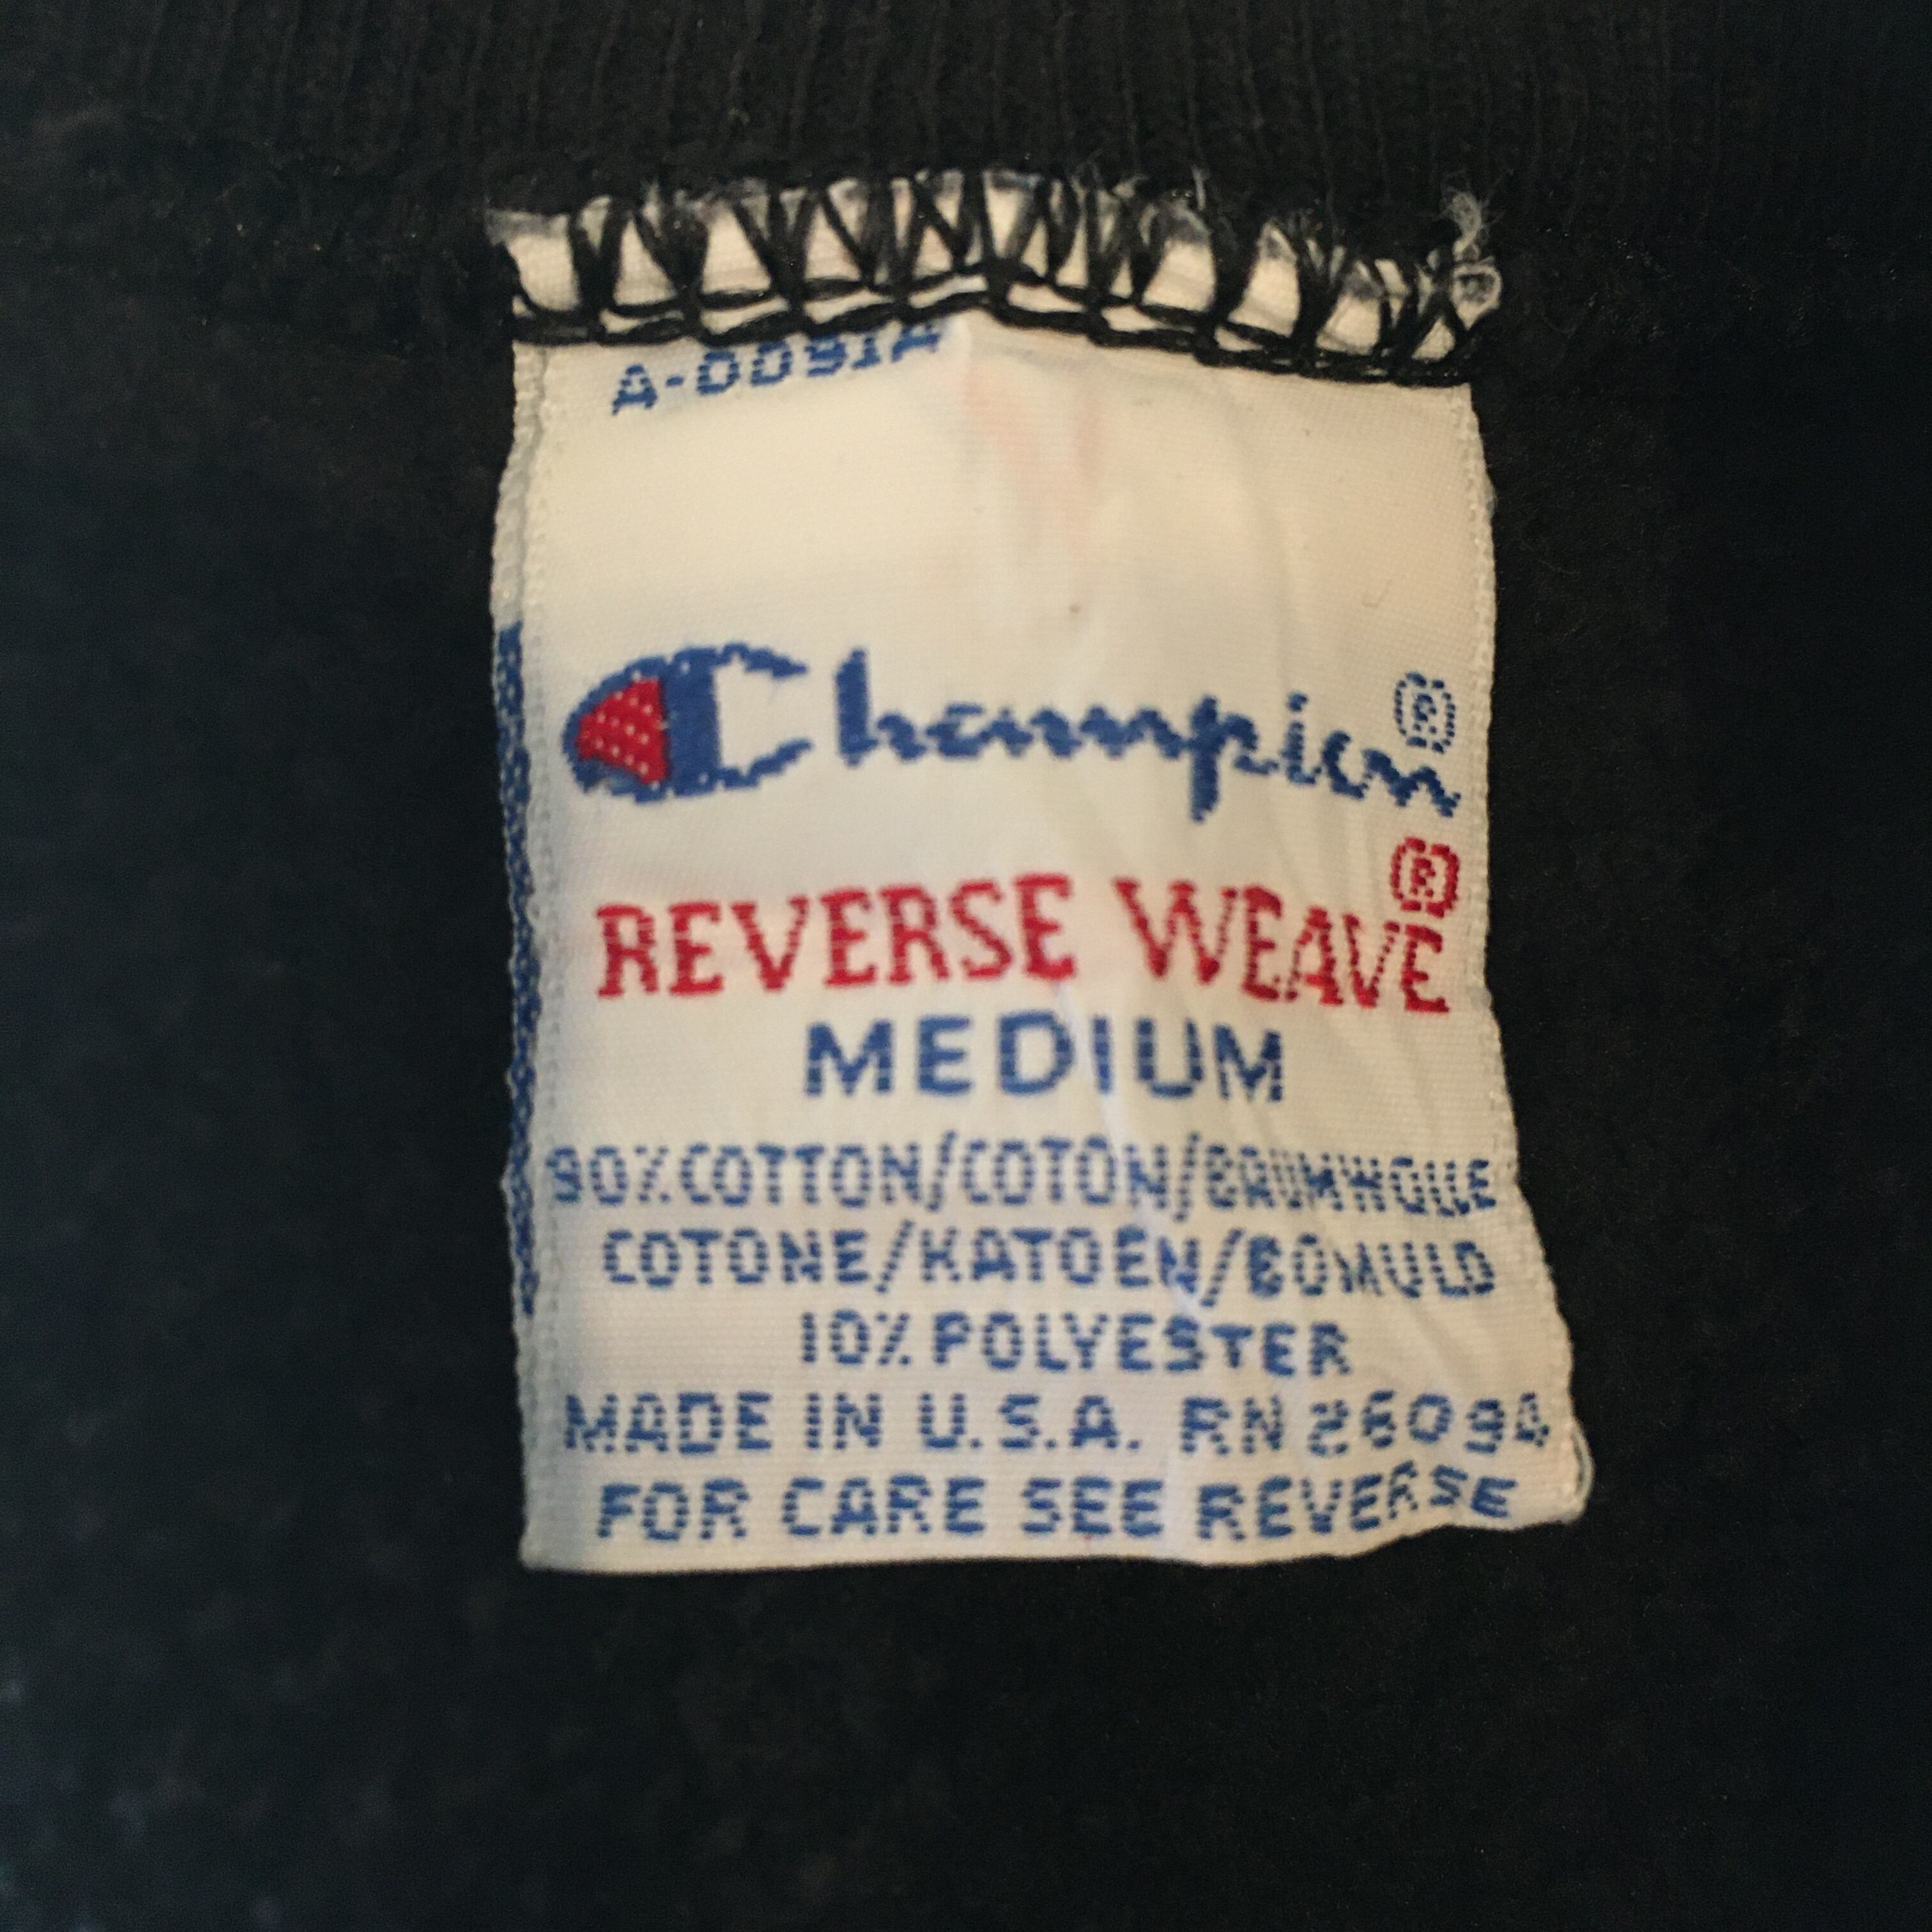 A-0091A
Champion®
REVERSE WEAVE®
MEDIUM
90% COTTON/COTON/BAUMWOLLE
COTONE/KATOEN/BOMULD
10% POLYESTER
MADE IN U.S.A. RN 26094
FOR CARE SEE REVERSE